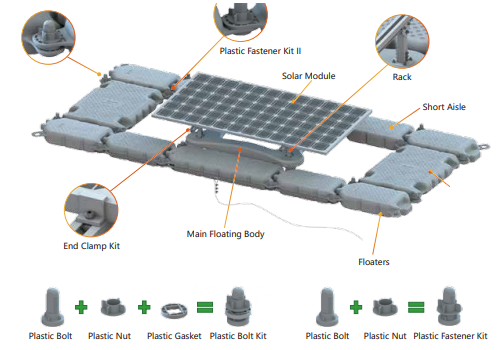 Plastic Fastener Kit II
Solar Module
Rack
Short Aisle
End Clamp Kit
Main Floating Body
Floaters
Plastic Bolt
Plastic Nut
Plastic Gasket
Plastic Bolt Kit
Plastic Bolt
Plastic Nut
Plastic Fastener Kit